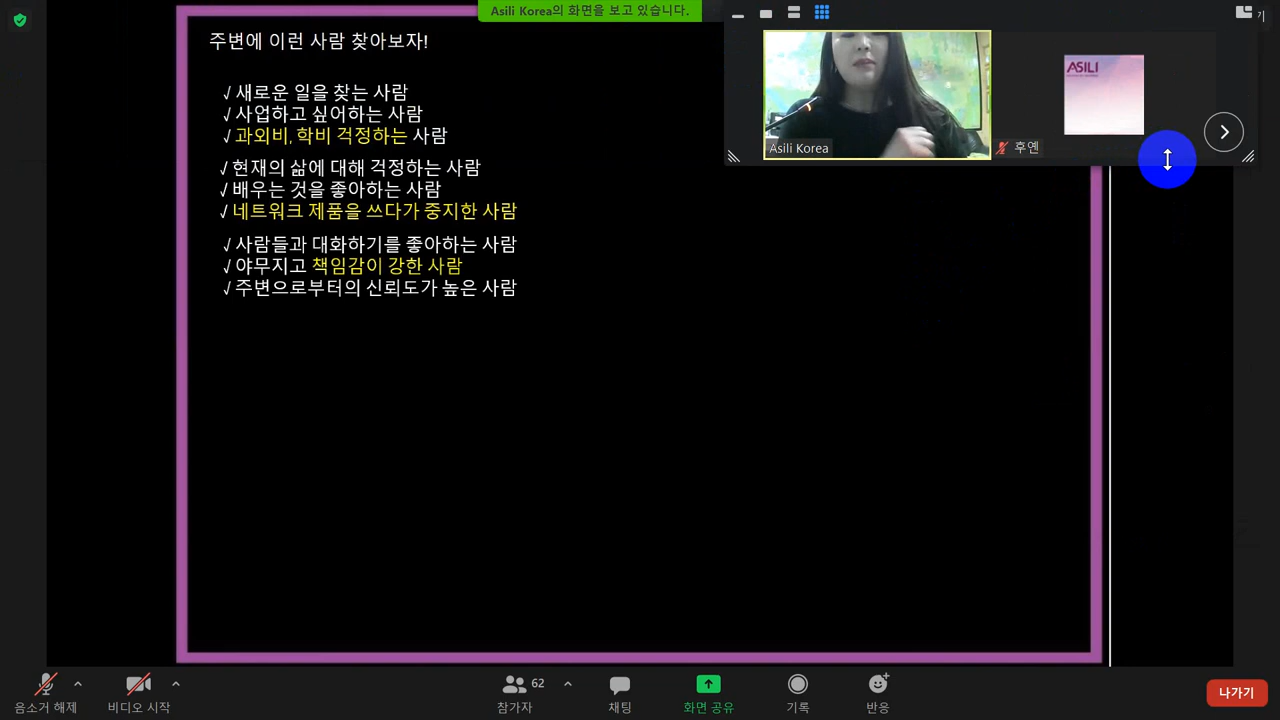 Asili Korea의 화면을 보고 있습니다.
기
주변에 이런 사람 찾아보자!
√ 새로운 일을 찾는 사람
√ 사업하고 싶어하는 사람
√ 과외비, 학비 걱정하는 사람
√ 현재의 삶에 대해 걱정하는 사람
√ 배우는 것을 좋아하는 사람
√ 네트워크 제품을 쓰다가 중지한 사람
√ 사람들과 대화하기를 좋아하는 사람
√ 야무지고 책임감이 강한 사람
√ 주변으로부터의 신뢰도가 높은 사람
ASILI
Asili Korea
후옌
62
음소거 해제
비디오 시작
참가자
채팅
화면 공유
기록
반응
나가기